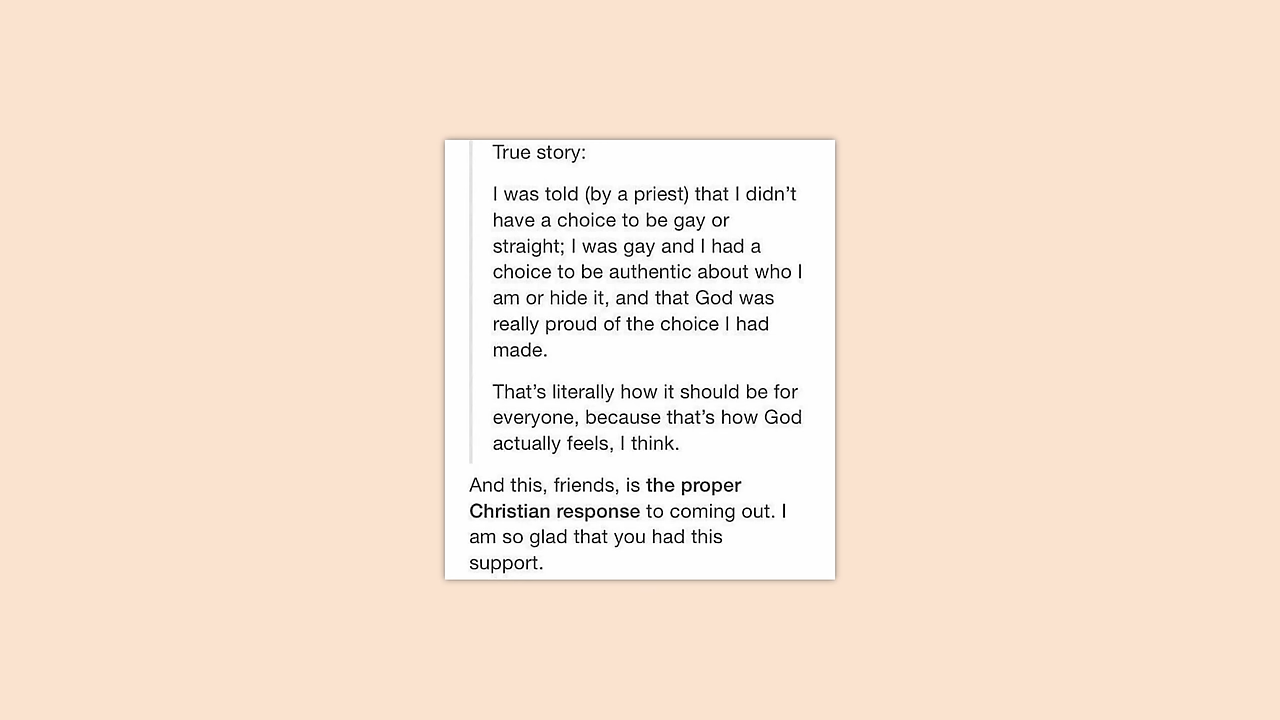 True story:
I was told (by a priest) that I didn’t
have a choice to be gay or
straight; I was gay and I had a
choice to be authentic about who I
am or hide it, and that God was
really proud of the choice I had
made.
That’s literally how it should be for
everyone, because that’s how God
actually feels, I think.
And this, friends, is the proper
Christian response to coming out. I
am so glad that you had this
support.